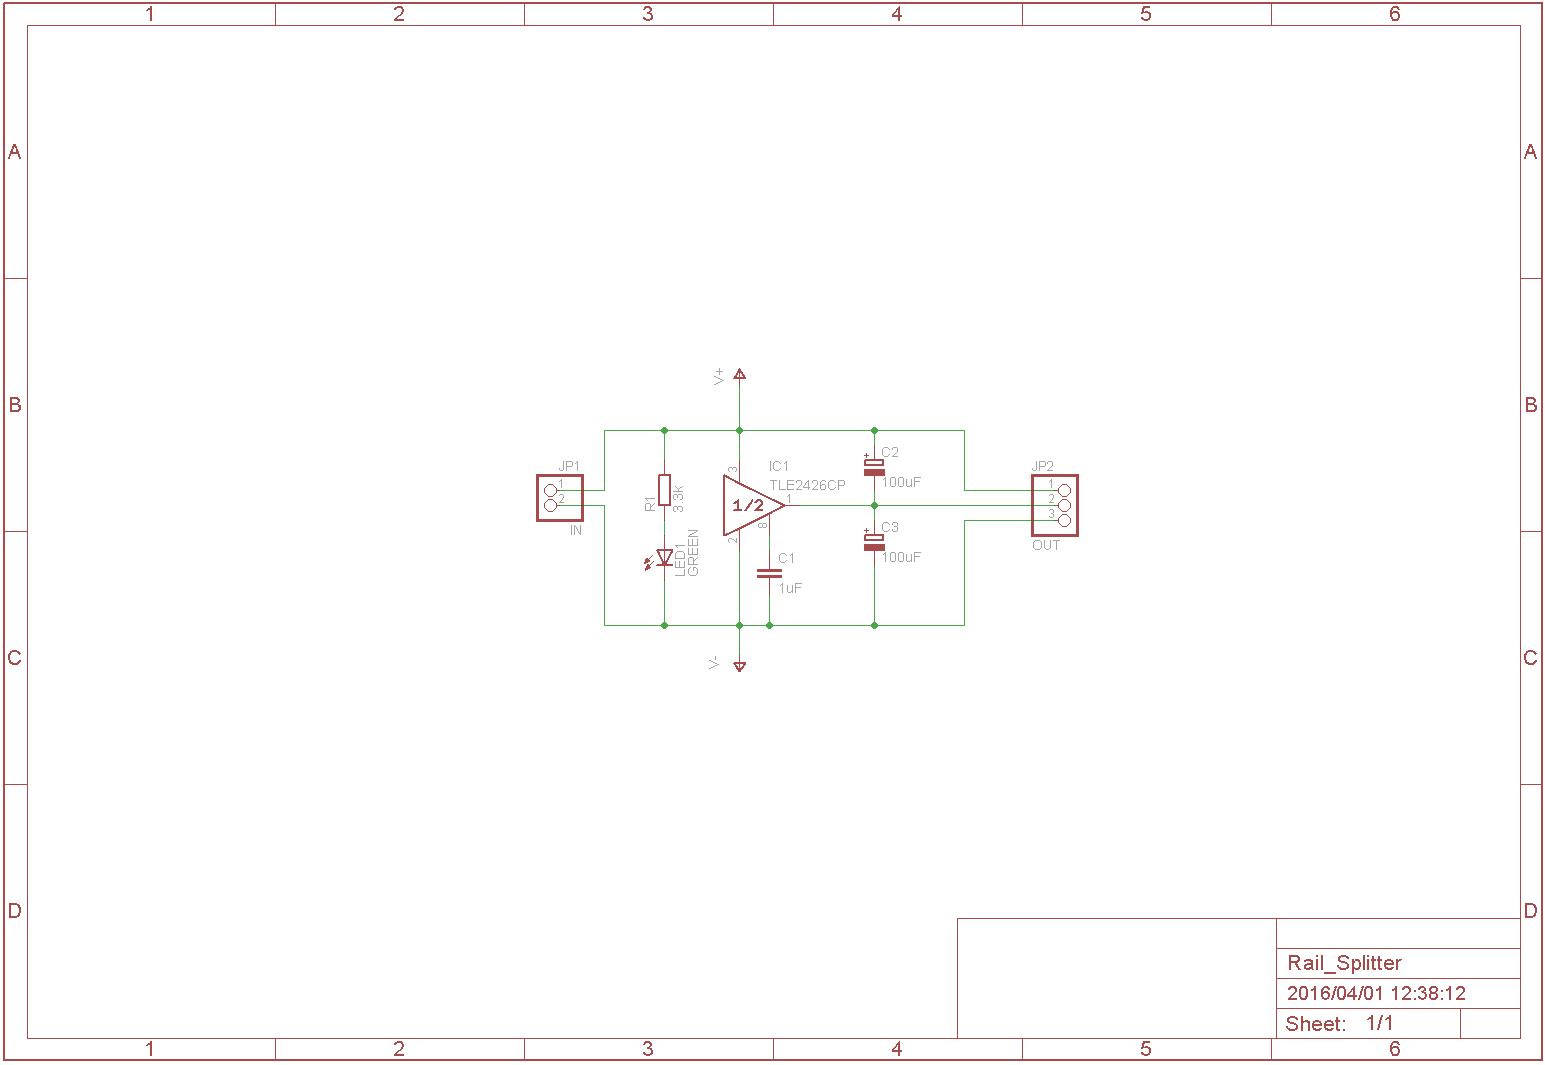 1 2 3 4 5 6
A A
B B
C C
D D
V+
JP1
1
2
IN
R1
3.3K
LED1
GREEN
3
IC1
TLE2426CP
1/2
1
8
2
C1
1uF
V-
+
C2
100uF
+
C3
100uF
JP2
1
2
3
OUT
Rail_Splitter
2016/04/01 12:38:12
Sheet: 1/1
1 2 3 4 5 6